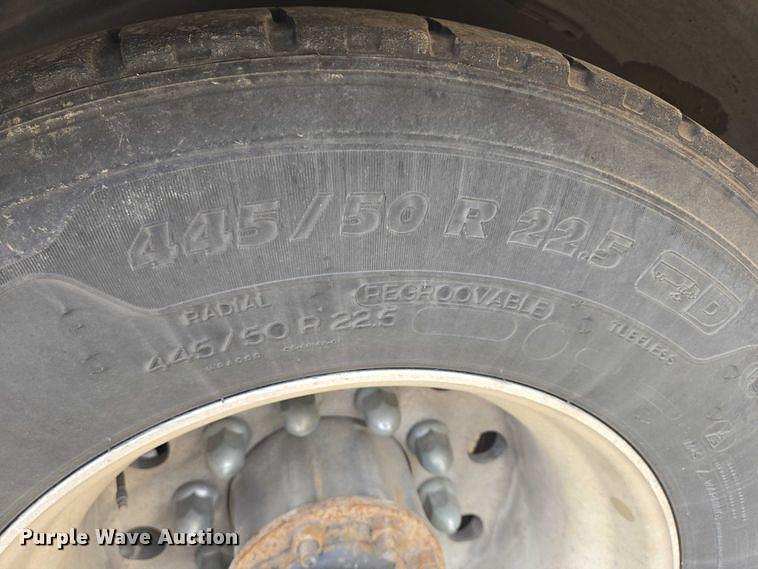 445/50 R 22.5
D
RADIAL
REGROOVABLE
TUBELESS
445/50 R 22.5
Purple Wave Auction